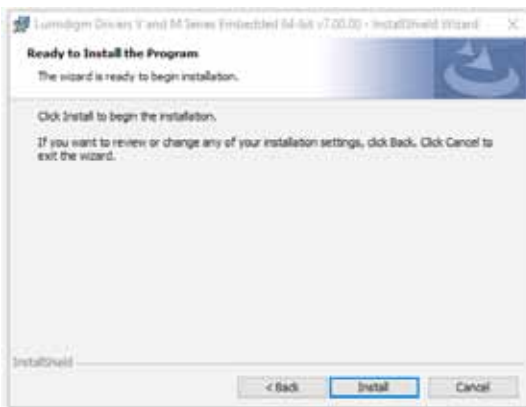 Lumidigm Drivers V and M Series Embedded 64-bit v7.00.00 - InstallShield Wizard
Ready to Install the Program
The wizard is ready to begin installation.
Click Install to begin the installation.
If you want to review or change any of your installation settings, click Back. Click Cancel to
exit the wizard.
InstallShield
< Back
Install
Cancel